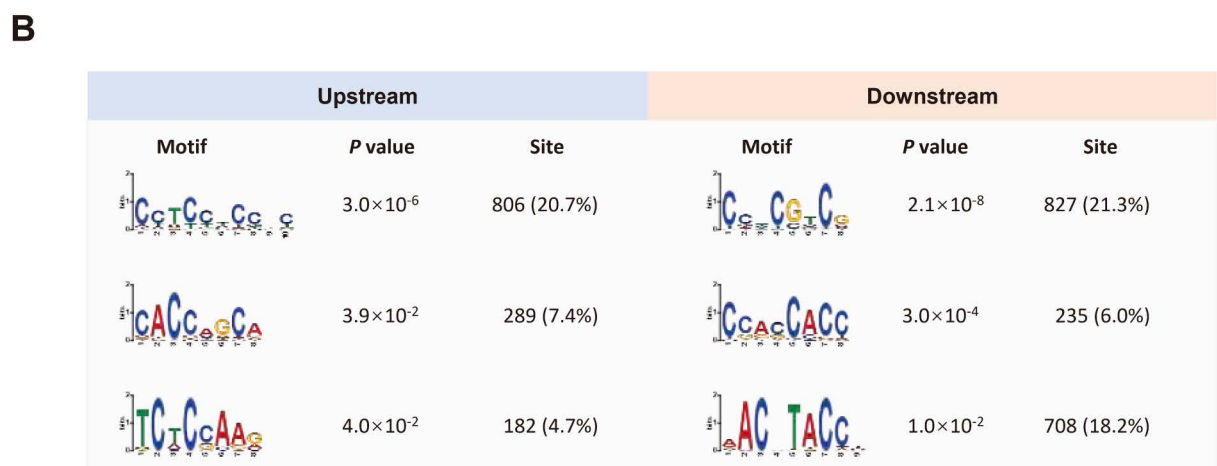 B
Upstream Downstream
Motif P value Site Motif P value Site
3.0×10-6 806 (20.7%) 2.1×10-8 827 (21.3%)
3.9×10-2 289 (7.4%) 3.0×10-4 235 (6.0%)
4.0×10-2 182 (4.7%) 1.0×10-2 708 (18.2%)